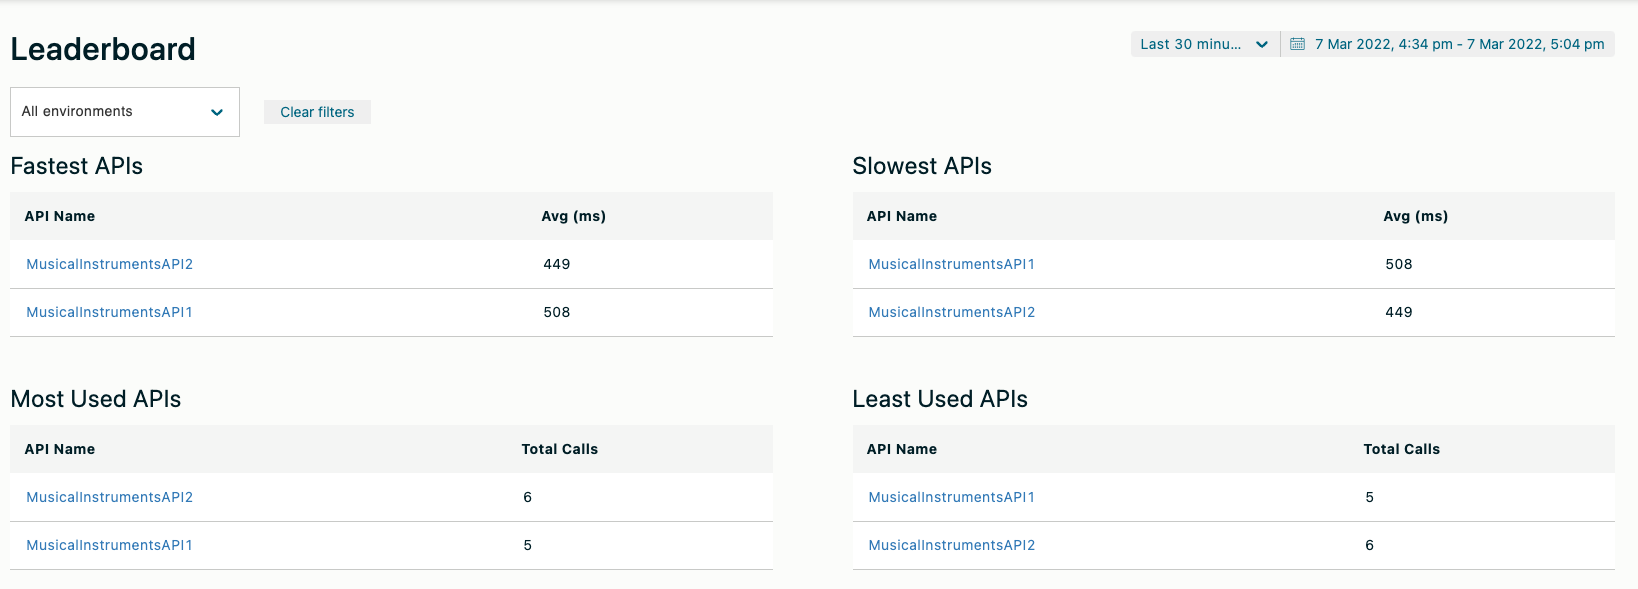 Leaderboard
Last 30 minu... 7 Mar 2022, 4:34 pm - 7 Mar 2022, 5:04 pm
All environments Clear filters
Fastest APIs
API Name Avg (ms)
MusicalInstrumentsAPI2 449
MusicalInstrumentsAPI1 508
Slowest APIs
API Name Avg (ms)
MusicalInstrumentsAPI1 508
MusicalInstrumentsAPI2 449
Most Used APIs
API Name Total Calls
MusicalInstrumentsAPI2 6
MusicalInstrumentsAPI1 5
Least Used APIs
API Name Total Calls
MusicalInstrumentsAPI1 5
MusicalInstrumentsAPI2 6